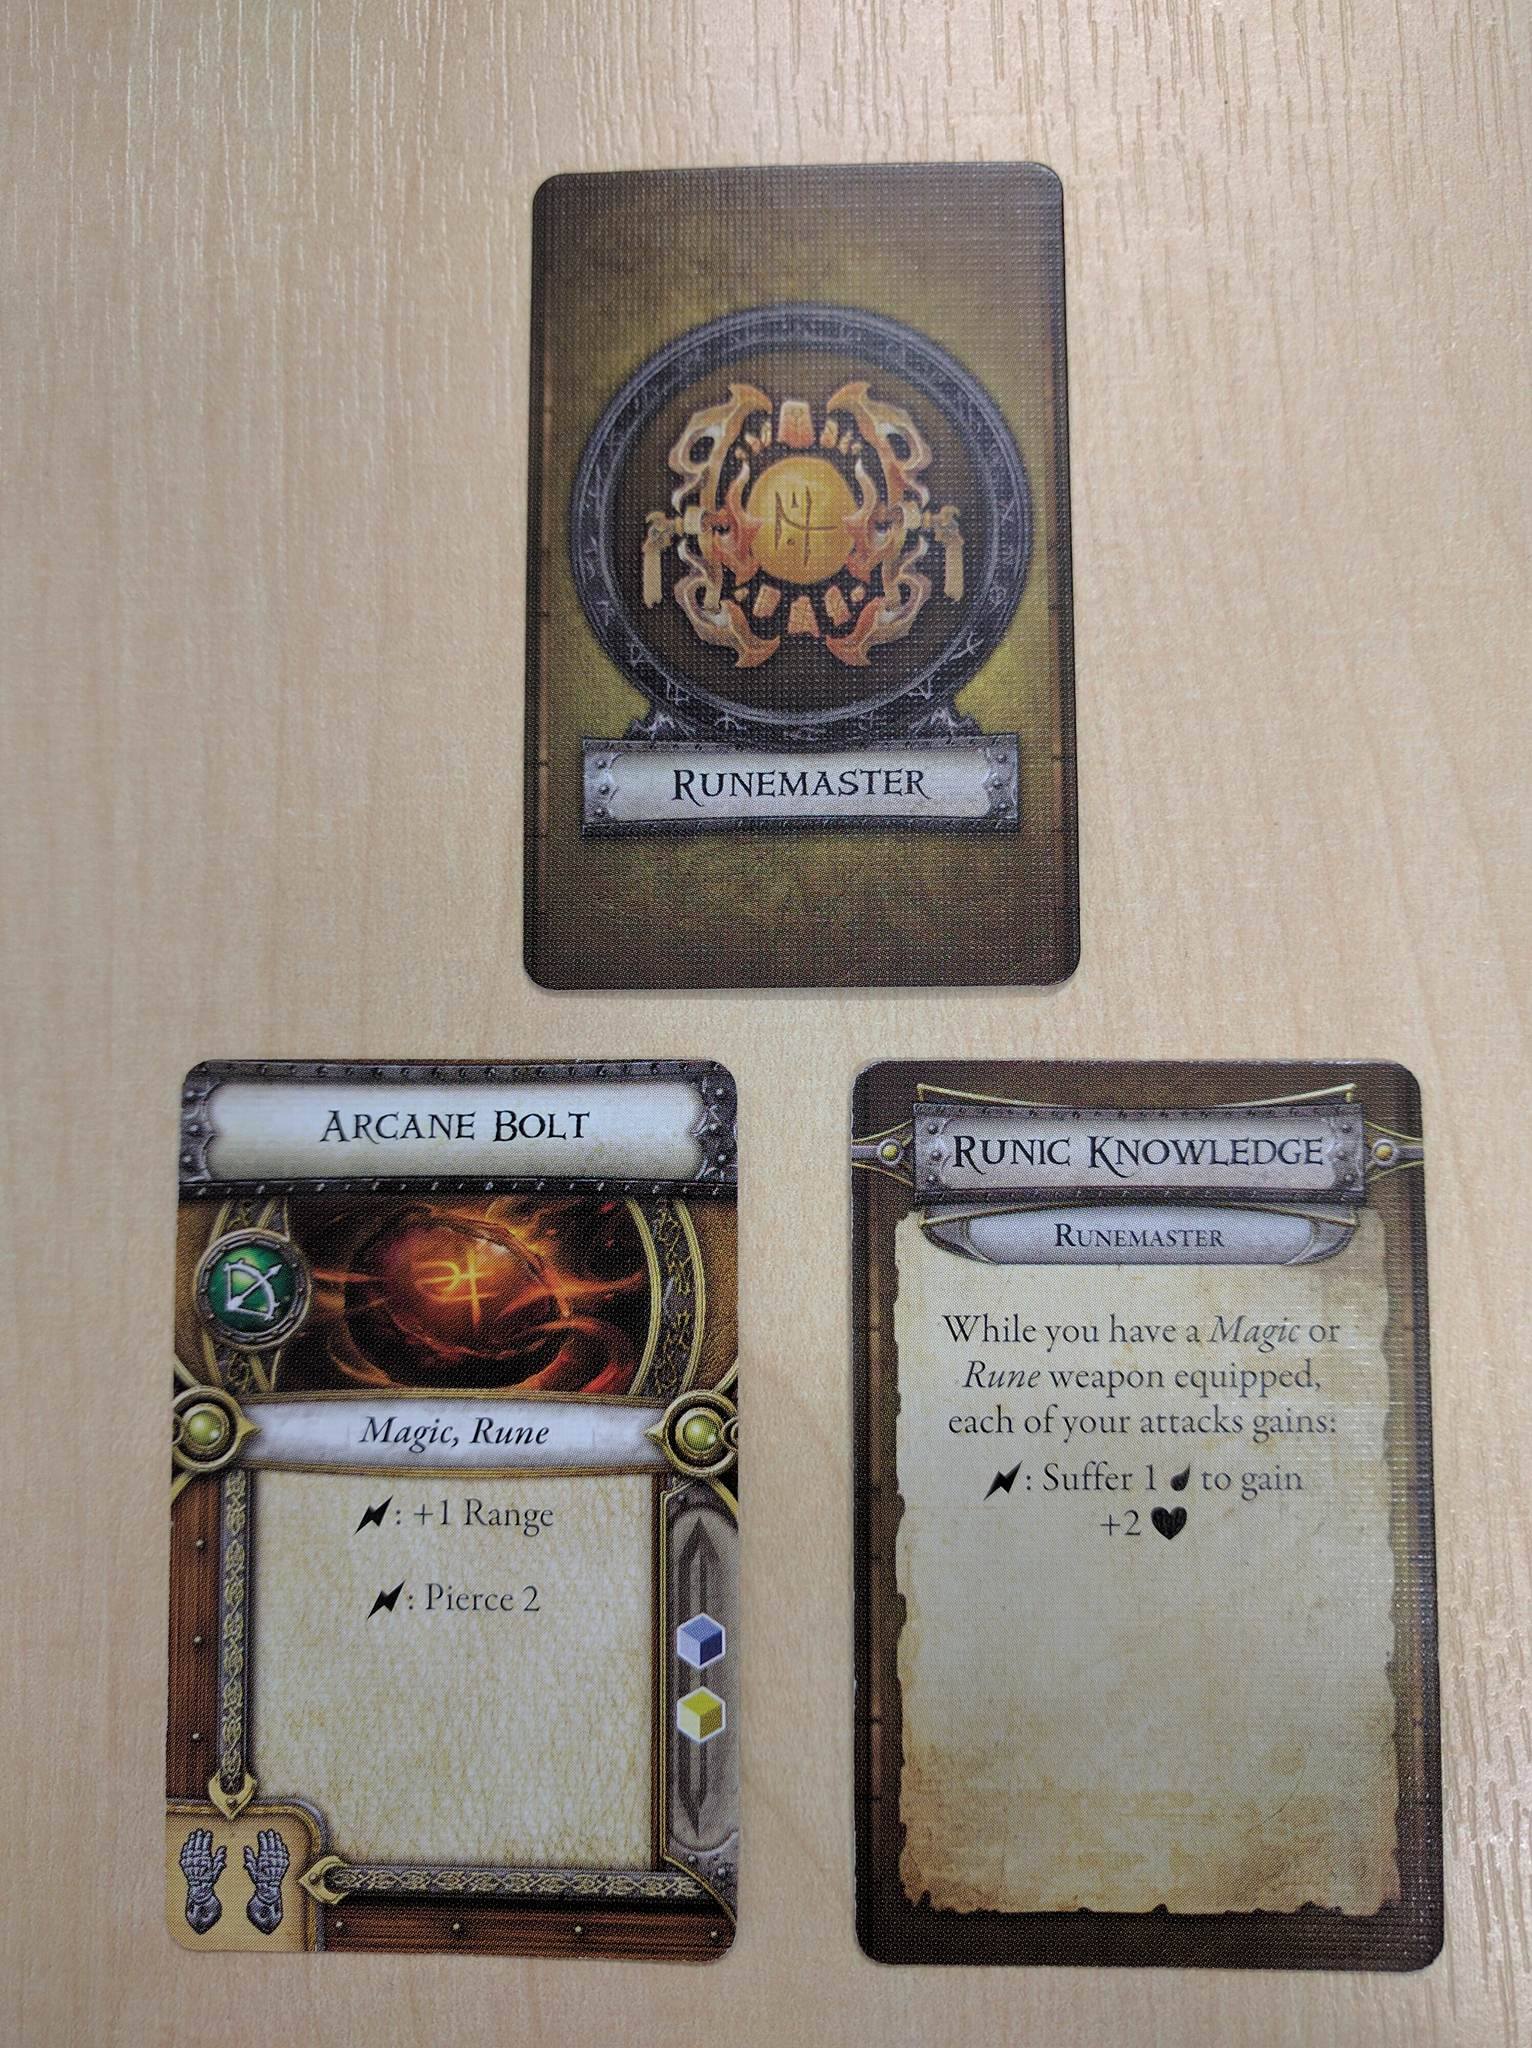 RUNEMASTER
ARCANE BOLT
Magic, Rune
: +1 Range
: Pierce 2
RUNIC KNOWLEDGE
RUNEMASTER
While you have a Magic or
Rune weapon equipped,
each of your attacks gains:
: Suffer 1 to gain
+2